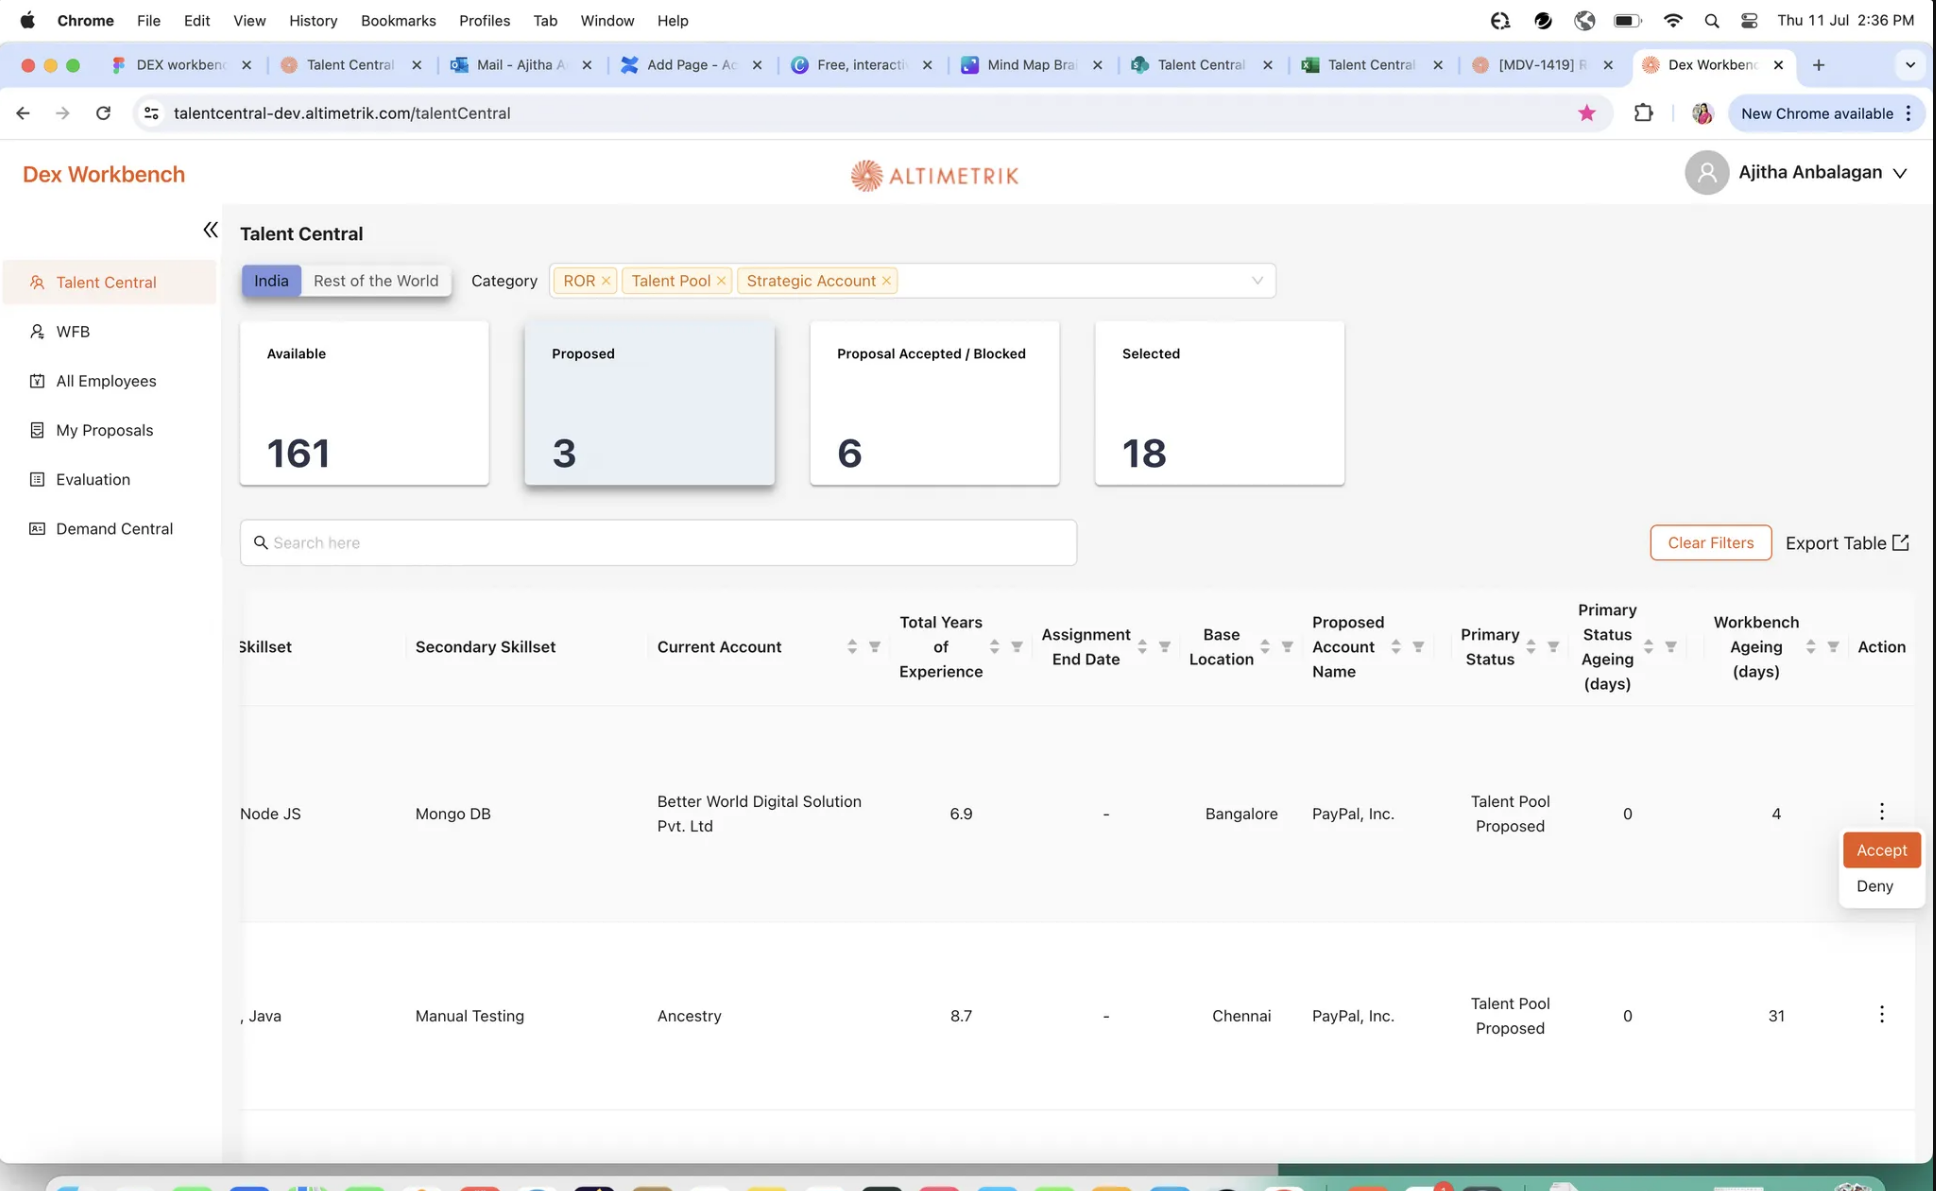 Chrome File Edit View History Bookmarks Profiles Tab Window Help Thu 11 Jul 2:36 PM
DEX workben Talent Central Mail - Ajitha A Add Page - Ac Free, interacti Mind Map Bra Talent Central Talent Central [MDV-1419] R Dex Workben
talentcentral-dev.altimetrik.com/talentCentral New Chrome available
Dex Workbench ALTIMETRIK Ajitha Anbalagan
Talent Central
WFB
All Employees
My Proposals
Evaluation
Demand Central
Talent Central
India Rest of the World Category ROR Talent Pool Strategic Account
Available Proposed Proposal Accepted / Blocked Selected
161 3 6 18
Search here Clear Filters Export Table
Skillset Secondary Skillset Current Account Total Years of Experience Assignment End Date Base Location Proposed Account Name Primary Status Primary Status Ageing (days) Workbench Ageing (days) Action
Node JS Mongo DB Better World Digital Solution Pvt. Ltd 6.9 - Bangalore PayPal, Inc. Talent Pool Proposed 0 4
Accept
Deny
, Java Manual Testing Ancestry 8.7 - Chennai PayPal, Inc. Talent Pool Proposed 0 31